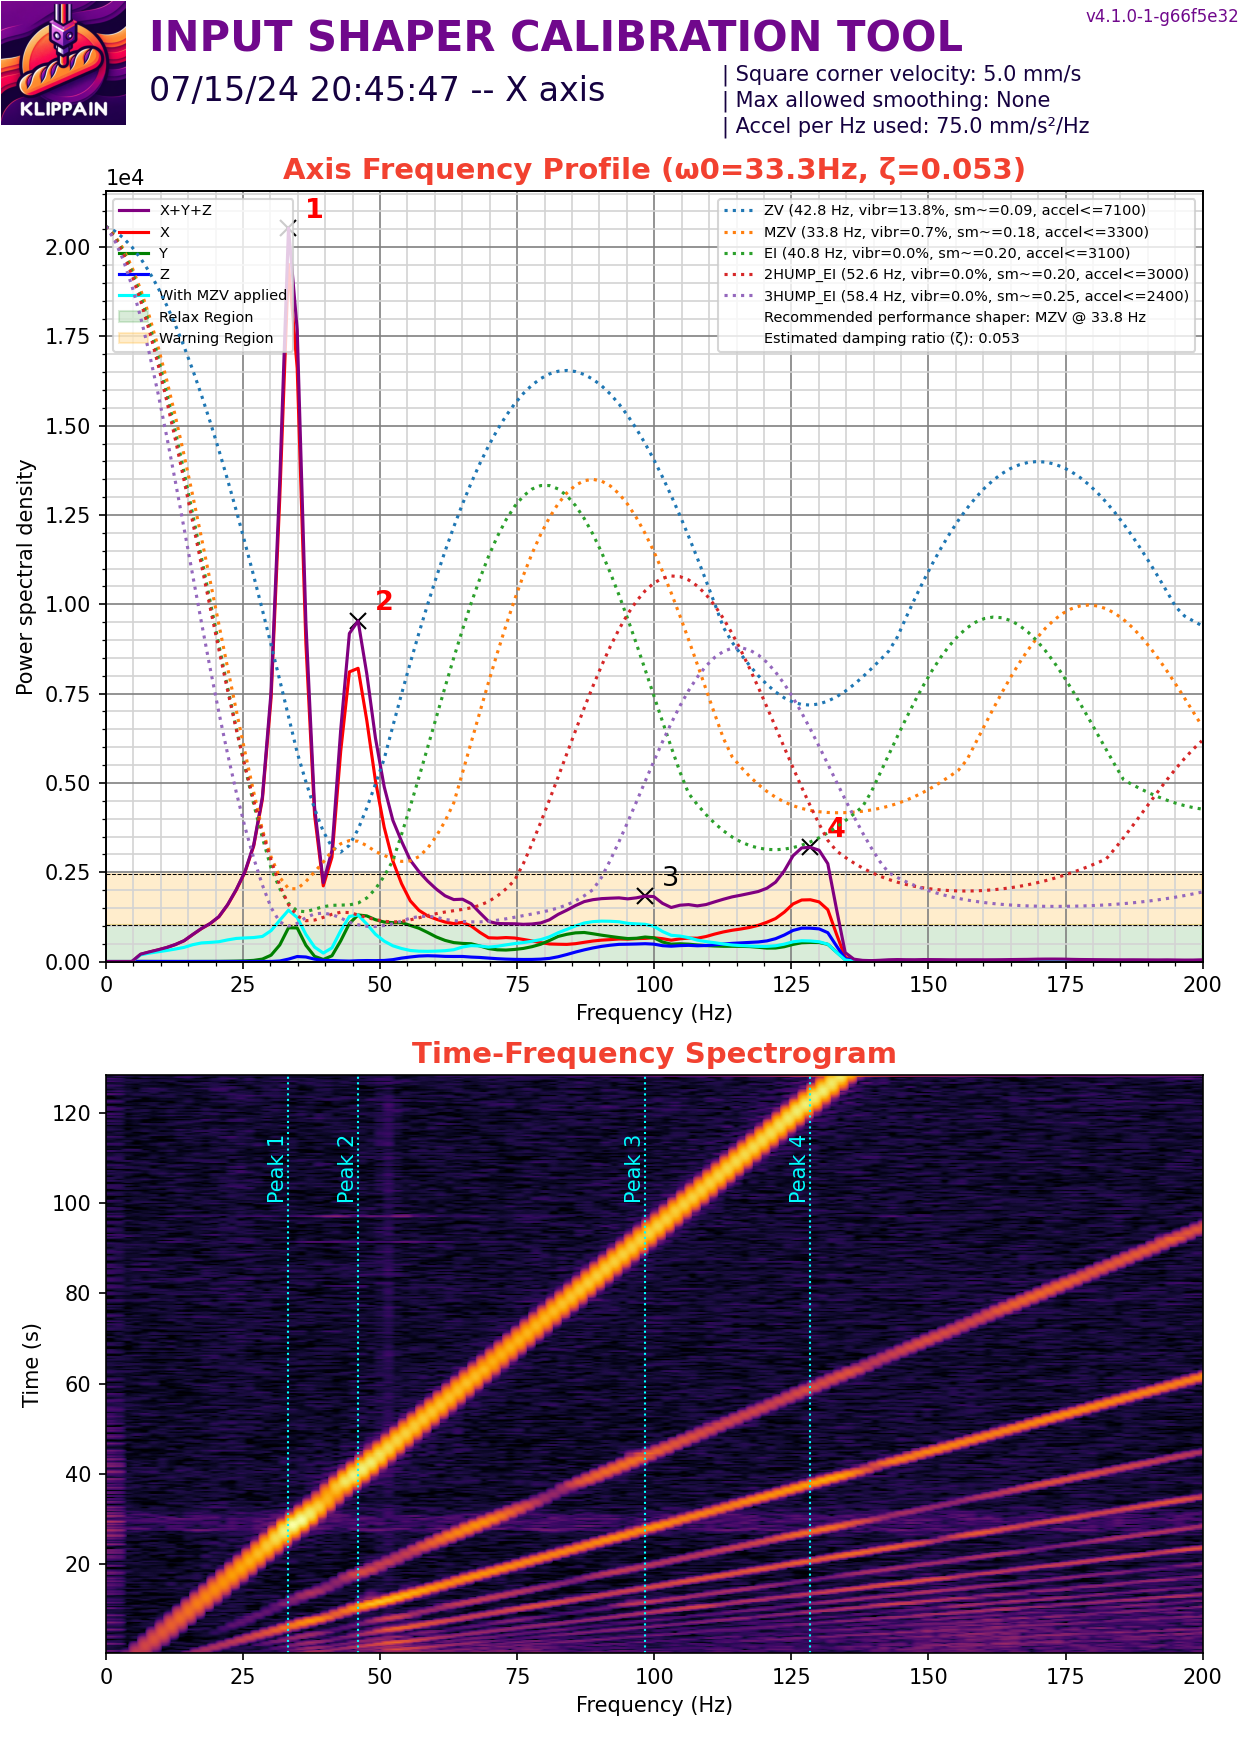 v4.1.0-1-g66f5e32
INPUT SHAPER CALIBRATION TOOL
07/15/24 20:45:47 -- X axis
| Square corner velocity: 5.0 mm/s
| Max allowed smoothing: None
| Accel per Hz used: 75.0 mm/s²/Hz
KLIPPAIN
Axis Frequency Profile (ω0=33.3Hz, ζ=0.053)
1e4
X+Y+Z
X
Y
Z
With MZV applied
Relax Region
Warning Region
ZV (42.8 Hz, vibr=13.8%, sm~=0.09, accel<=7100)
MZV (33.8 Hz, vibr=0.7%, sm~=0.18, accel<=3300)
EI (40.8 Hz, vibr=0.0%, sm~=0.20, accel<=3100)
2HUMP_EI (52.6 Hz, vibr=0.0%, sm~=0.20, accel<=3000)
3HUMP_EI (58.4 Hz, vibr=0.0%, sm~=0.25, accel<=2400)
Recommended performance shaper: MZV @ 33.8 Hz
Estimated damping ratio (ζ): 0.053
1
2
3
4
Power spectral density
2.00
1.75
1.50
1.25
1.00
0.75
0.50
0.25
0.00
0 25 50 75 100 125 150 175 200
Frequency (Hz)
Time-Frequency Spectrogram
Time (s)
120
100
80
60
40
20
Peak 1
Peak 2
Peak 3
Peak 4
0 25 50 75 100 125 150 175 200
Frequency (Hz)